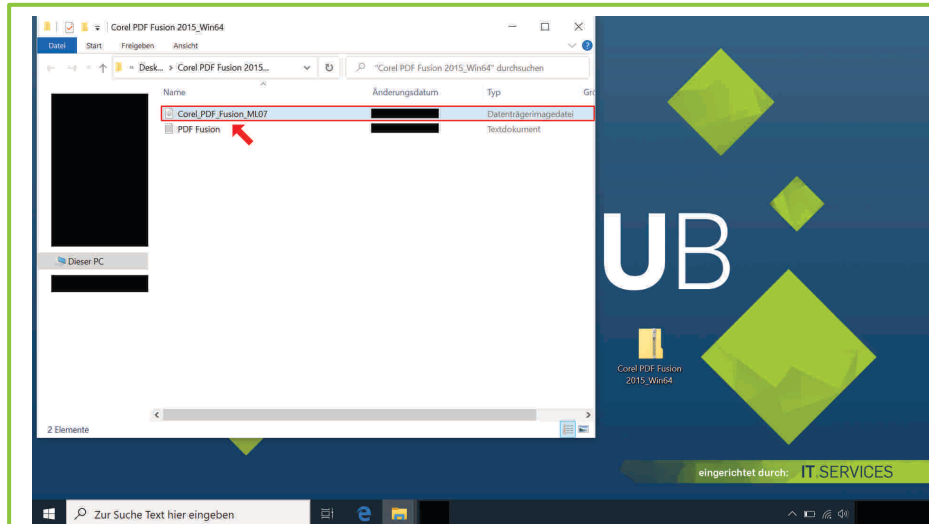 Corel PDF Fusion 2015_Win64
Datei Start Freigeben Ansicht
« Desk... > Corel PDF Fusion 2015...
"Corel PDF Fusion 2015_Win64" durchsuchen
Name Änderungsdatum Typ Grö
Corel_PDF_Fusion_ML07 Datenträgerimagedatei
PDF Fusion Textdokument
Dieser PC
UB
Corel PDF Fusion
2015_Win64
2 Elemente
eingerichtet durch: IT.SERVICES
Zur Suche Text hier eingeben